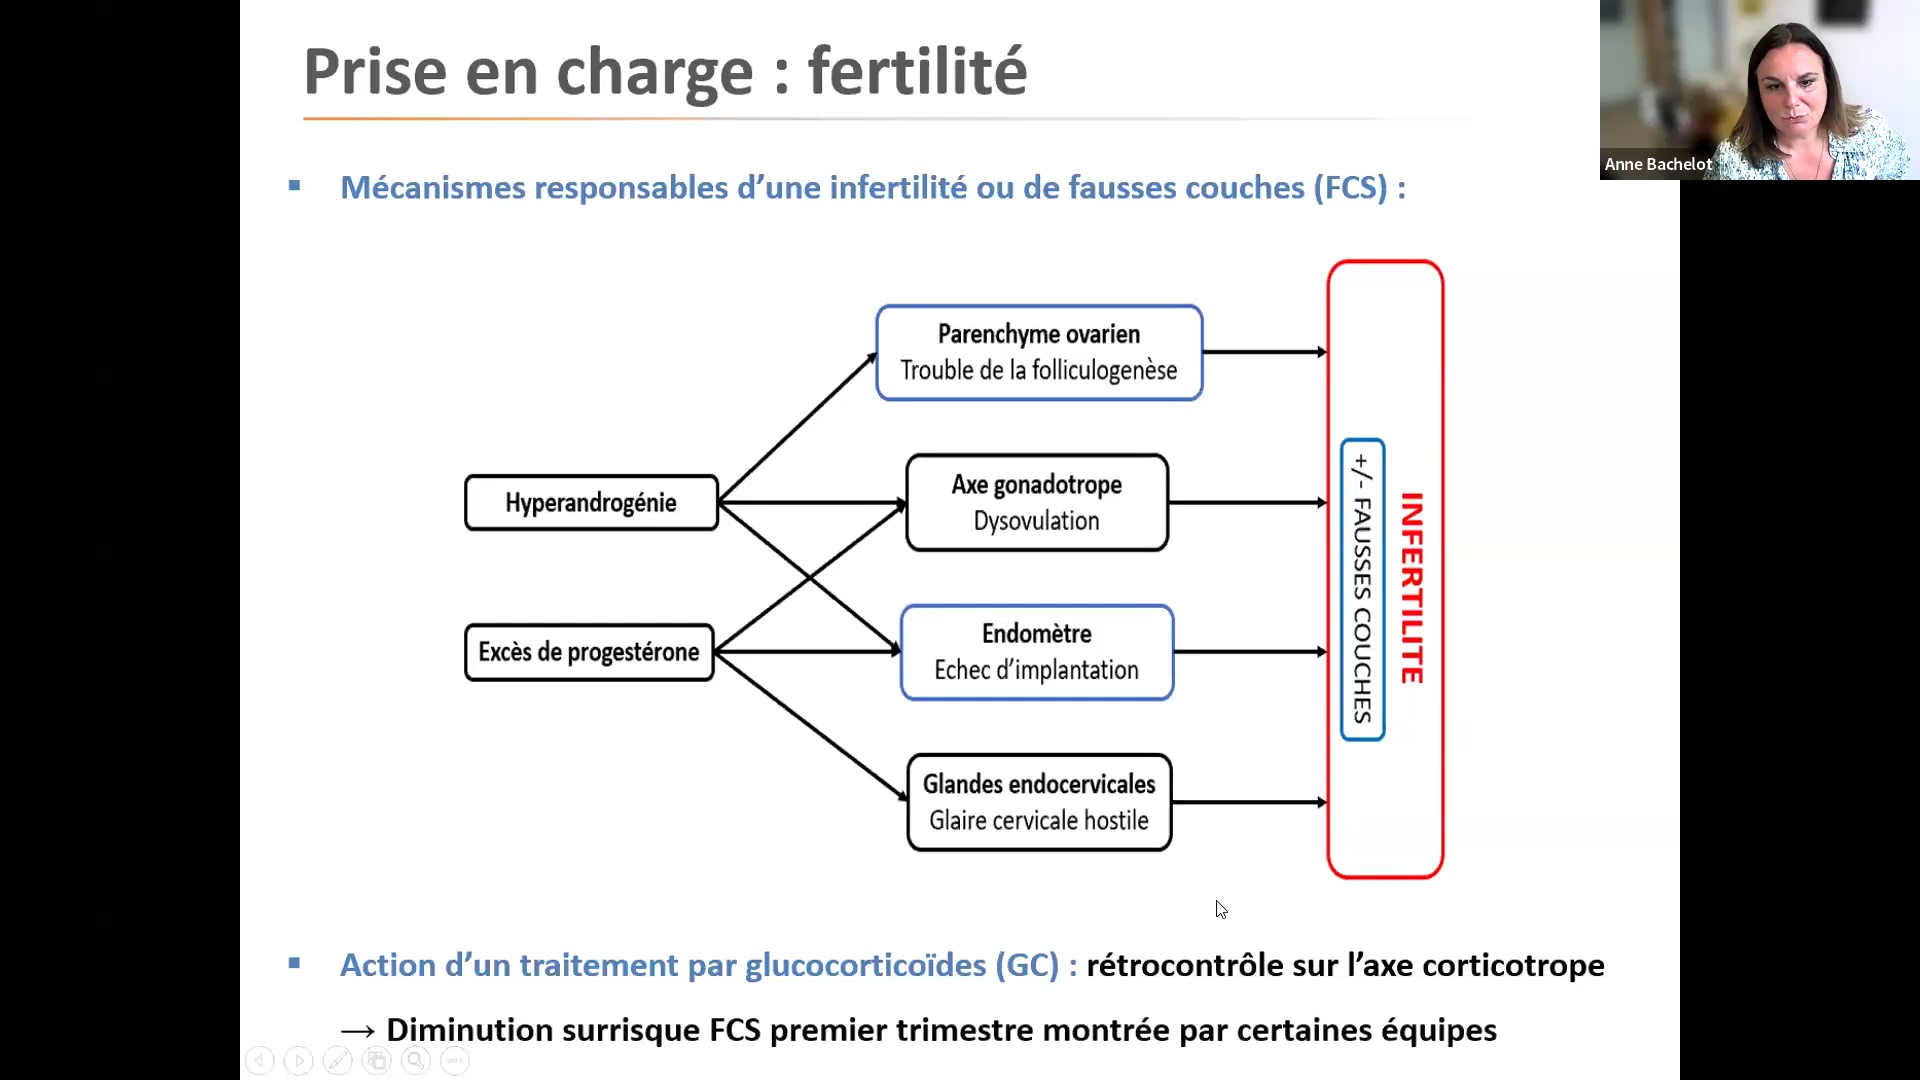 Prise en charge : fertilité
Anne Bachelot
▪ Mécanismes responsables d’une infertilité ou de fausses couches (FCS) :
Parenchyme ovarien
Trouble de la folliculogenèse
Hyperandrogénie
Axe gonadotrope
Dysovulation
Excès de progestérone
Endomètre
Echec d’implantation
Glandes endocervicales
Glaire cervicale hostile
+/- FAUSSES COUCHES
INFERTILITE
▪ Action d’un traitement par glucocorticoïdes (GC) : rétrocontrôle sur l’axe corticotrope
→ Diminution surrisque FCS premier trimestre montrée par certaines équipes